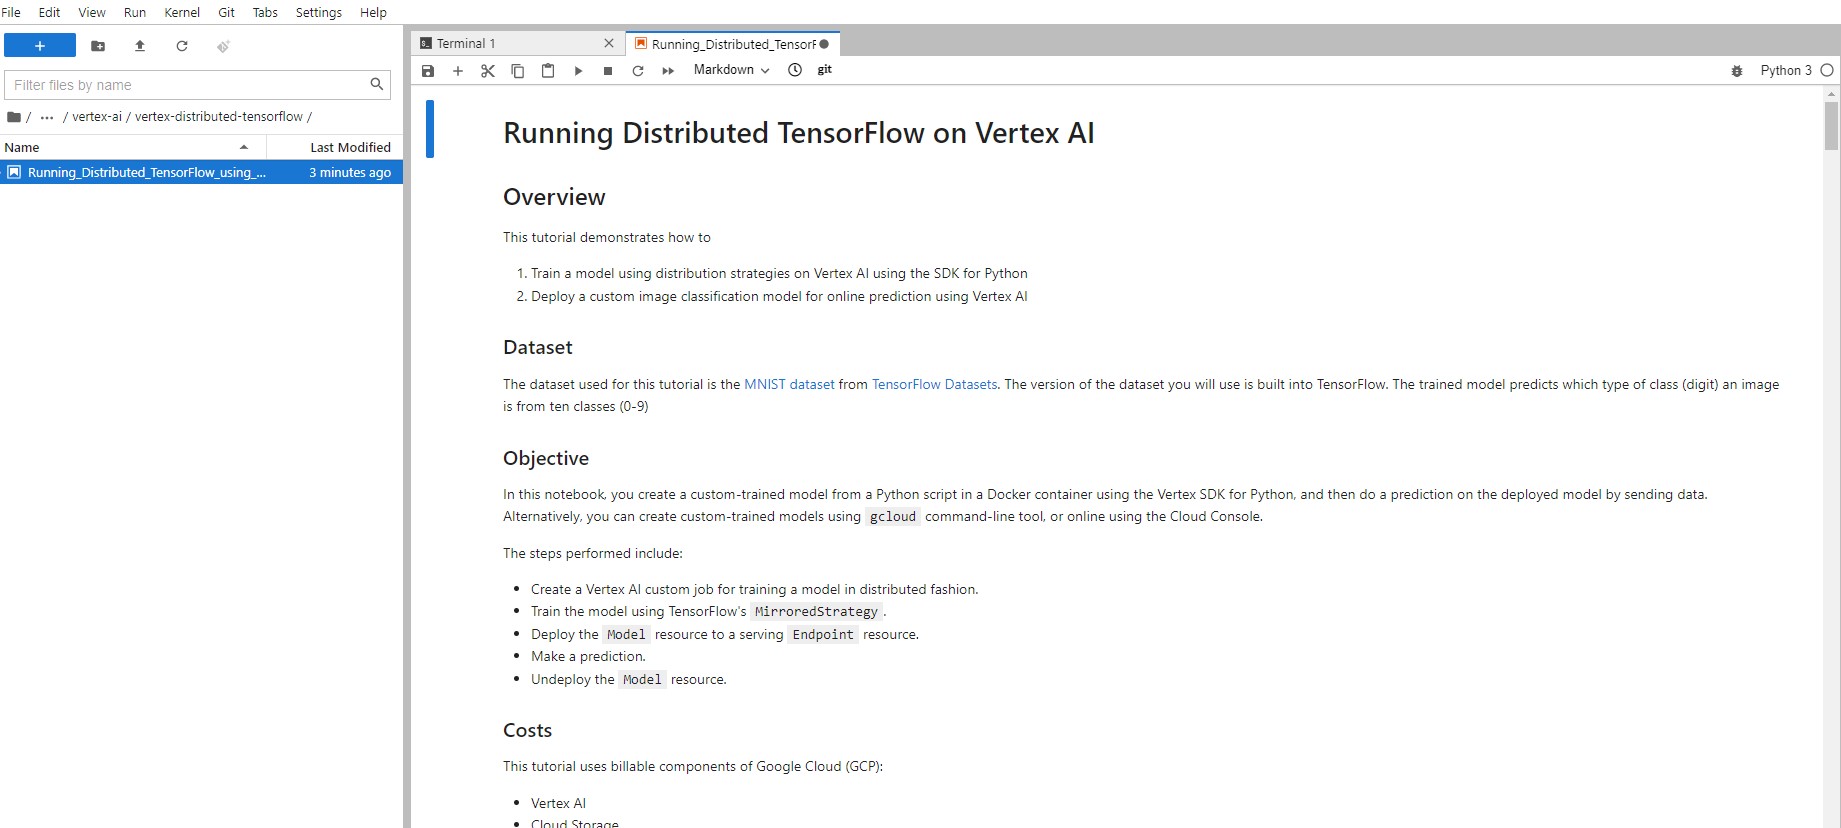 File Edit View Run Kernel Git Tabs Settings Help
Filter files by name
/ ··· / vertex-ai / vertex-distributed-tensorflow /
Name Last Modified
Running_Distributed_TensorFlow_using_... 3 minutes ago
Terminal 1 Running_Distributed_TensorF
Markdown git Python 3
Running Distributed TensorFlow on Vertex AI
Overview
This tutorial demonstrates how to
1. Train a model using distribution strategies on Vertex AI using the SDK for Python
2. Deploy a custom image classification model for online prediction using Vertex AI
Dataset
The dataset used for this tutorial is the MNIST dataset from TensorFlow Datasets. The version of the dataset you will use is built into TensorFlow. The trained model predicts which type of class (digit) an image
is from ten classes (0-9)
Objective
In this notebook, you create a custom-trained model from a Python script in a Docker container using the Vertex SDK for Python, and then do a prediction on the deployed model by sending data.
Alternatively, you can create custom-trained models using gcloud command-line tool, or online using the Cloud Console.
The steps performed include:
• Create a Vertex AI custom job for training a model in distributed fashion.
• Train the model using TensorFlow's MirroredStrategy.
• Deploy the Model resource to a serving Endpoint resource.
• Make a prediction.
• Undeploy the Model resource.
Costs
This tutorial uses billable components of Google Cloud (GCP):
• Vertex AI
• Cloud Storage